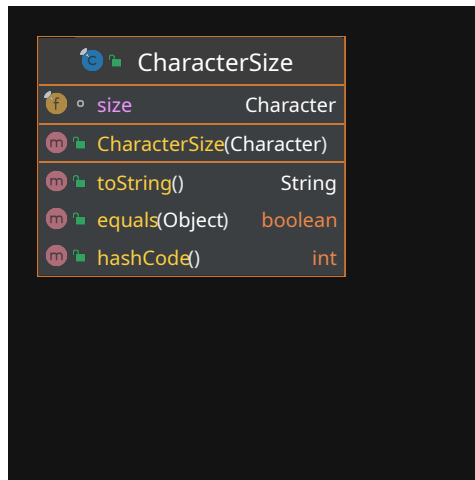 CharacterSize
size Character
CharacterSize(Character)
toString() String
equals(Object) boolean
hashCode() int